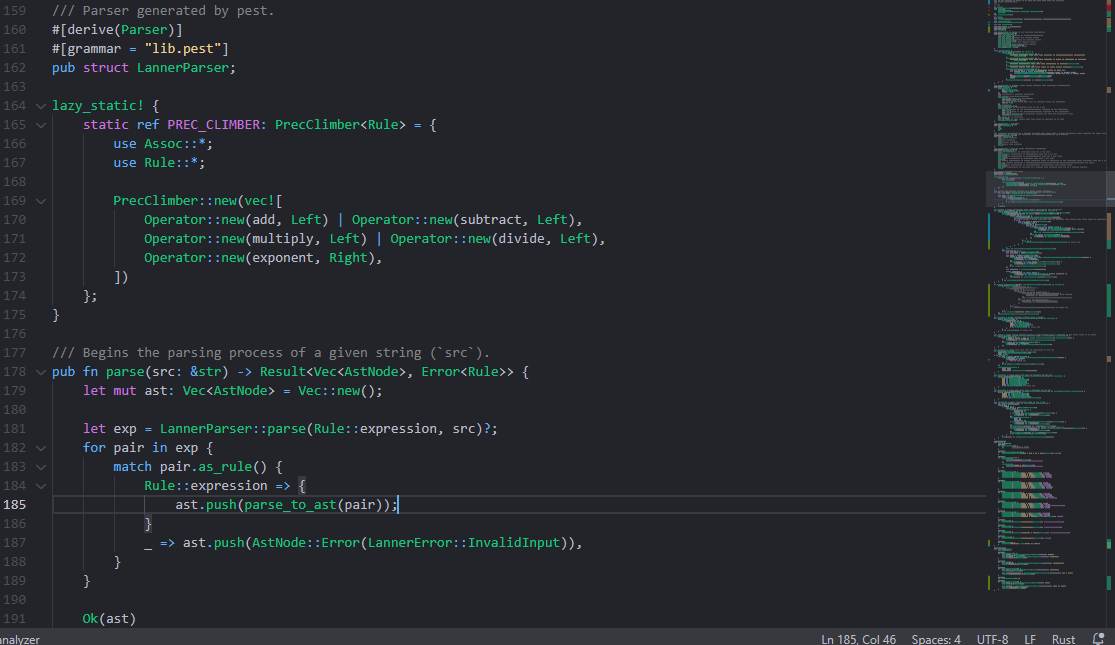 159 /// Parser generated by pest.
160 #[derive(Parser)]
161 #[grammar = "lib.pest"]
162 pub struct LannerParser;
163
164 lazy_static! {
165     static ref PREC_CLIMBER: PrecClimber<Rule> = {
166         use Assoc::*;
167         use Rule::*;
168
169         PrecClimber::new(vec![
170             Operator::new(add, Left) | Operator::new(subtract, Left),
171             Operator::new(multiply, Left) | Operator::new(divide, Left),
172             Operator::new(exponent, Right),
173         ])
174     };
175 }
176
177 /// Begins the parsing process of a given string (`src`).
178 pub fn parse(src: &str) -> Result<Vec<AstNode>, Error<Rule>> {
179     let mut ast: Vec<AstNode> = Vec::new();
180
181     let exp = LannerParser::parse(Rule::expression, src)?;
182     for pair in exp {
183         match pair.as_rule() {
184             Rule::expression => {
185                 ast.push(parse_to_ast(pair));
186             }
187             _ => ast.push(AstNode::Error(LannerError::InvalidInput)),
188         }
189     }
190
191     Ok(ast)
analyzer Ln 185, Col 46 Spaces: 4 UTF-8 LF Rust